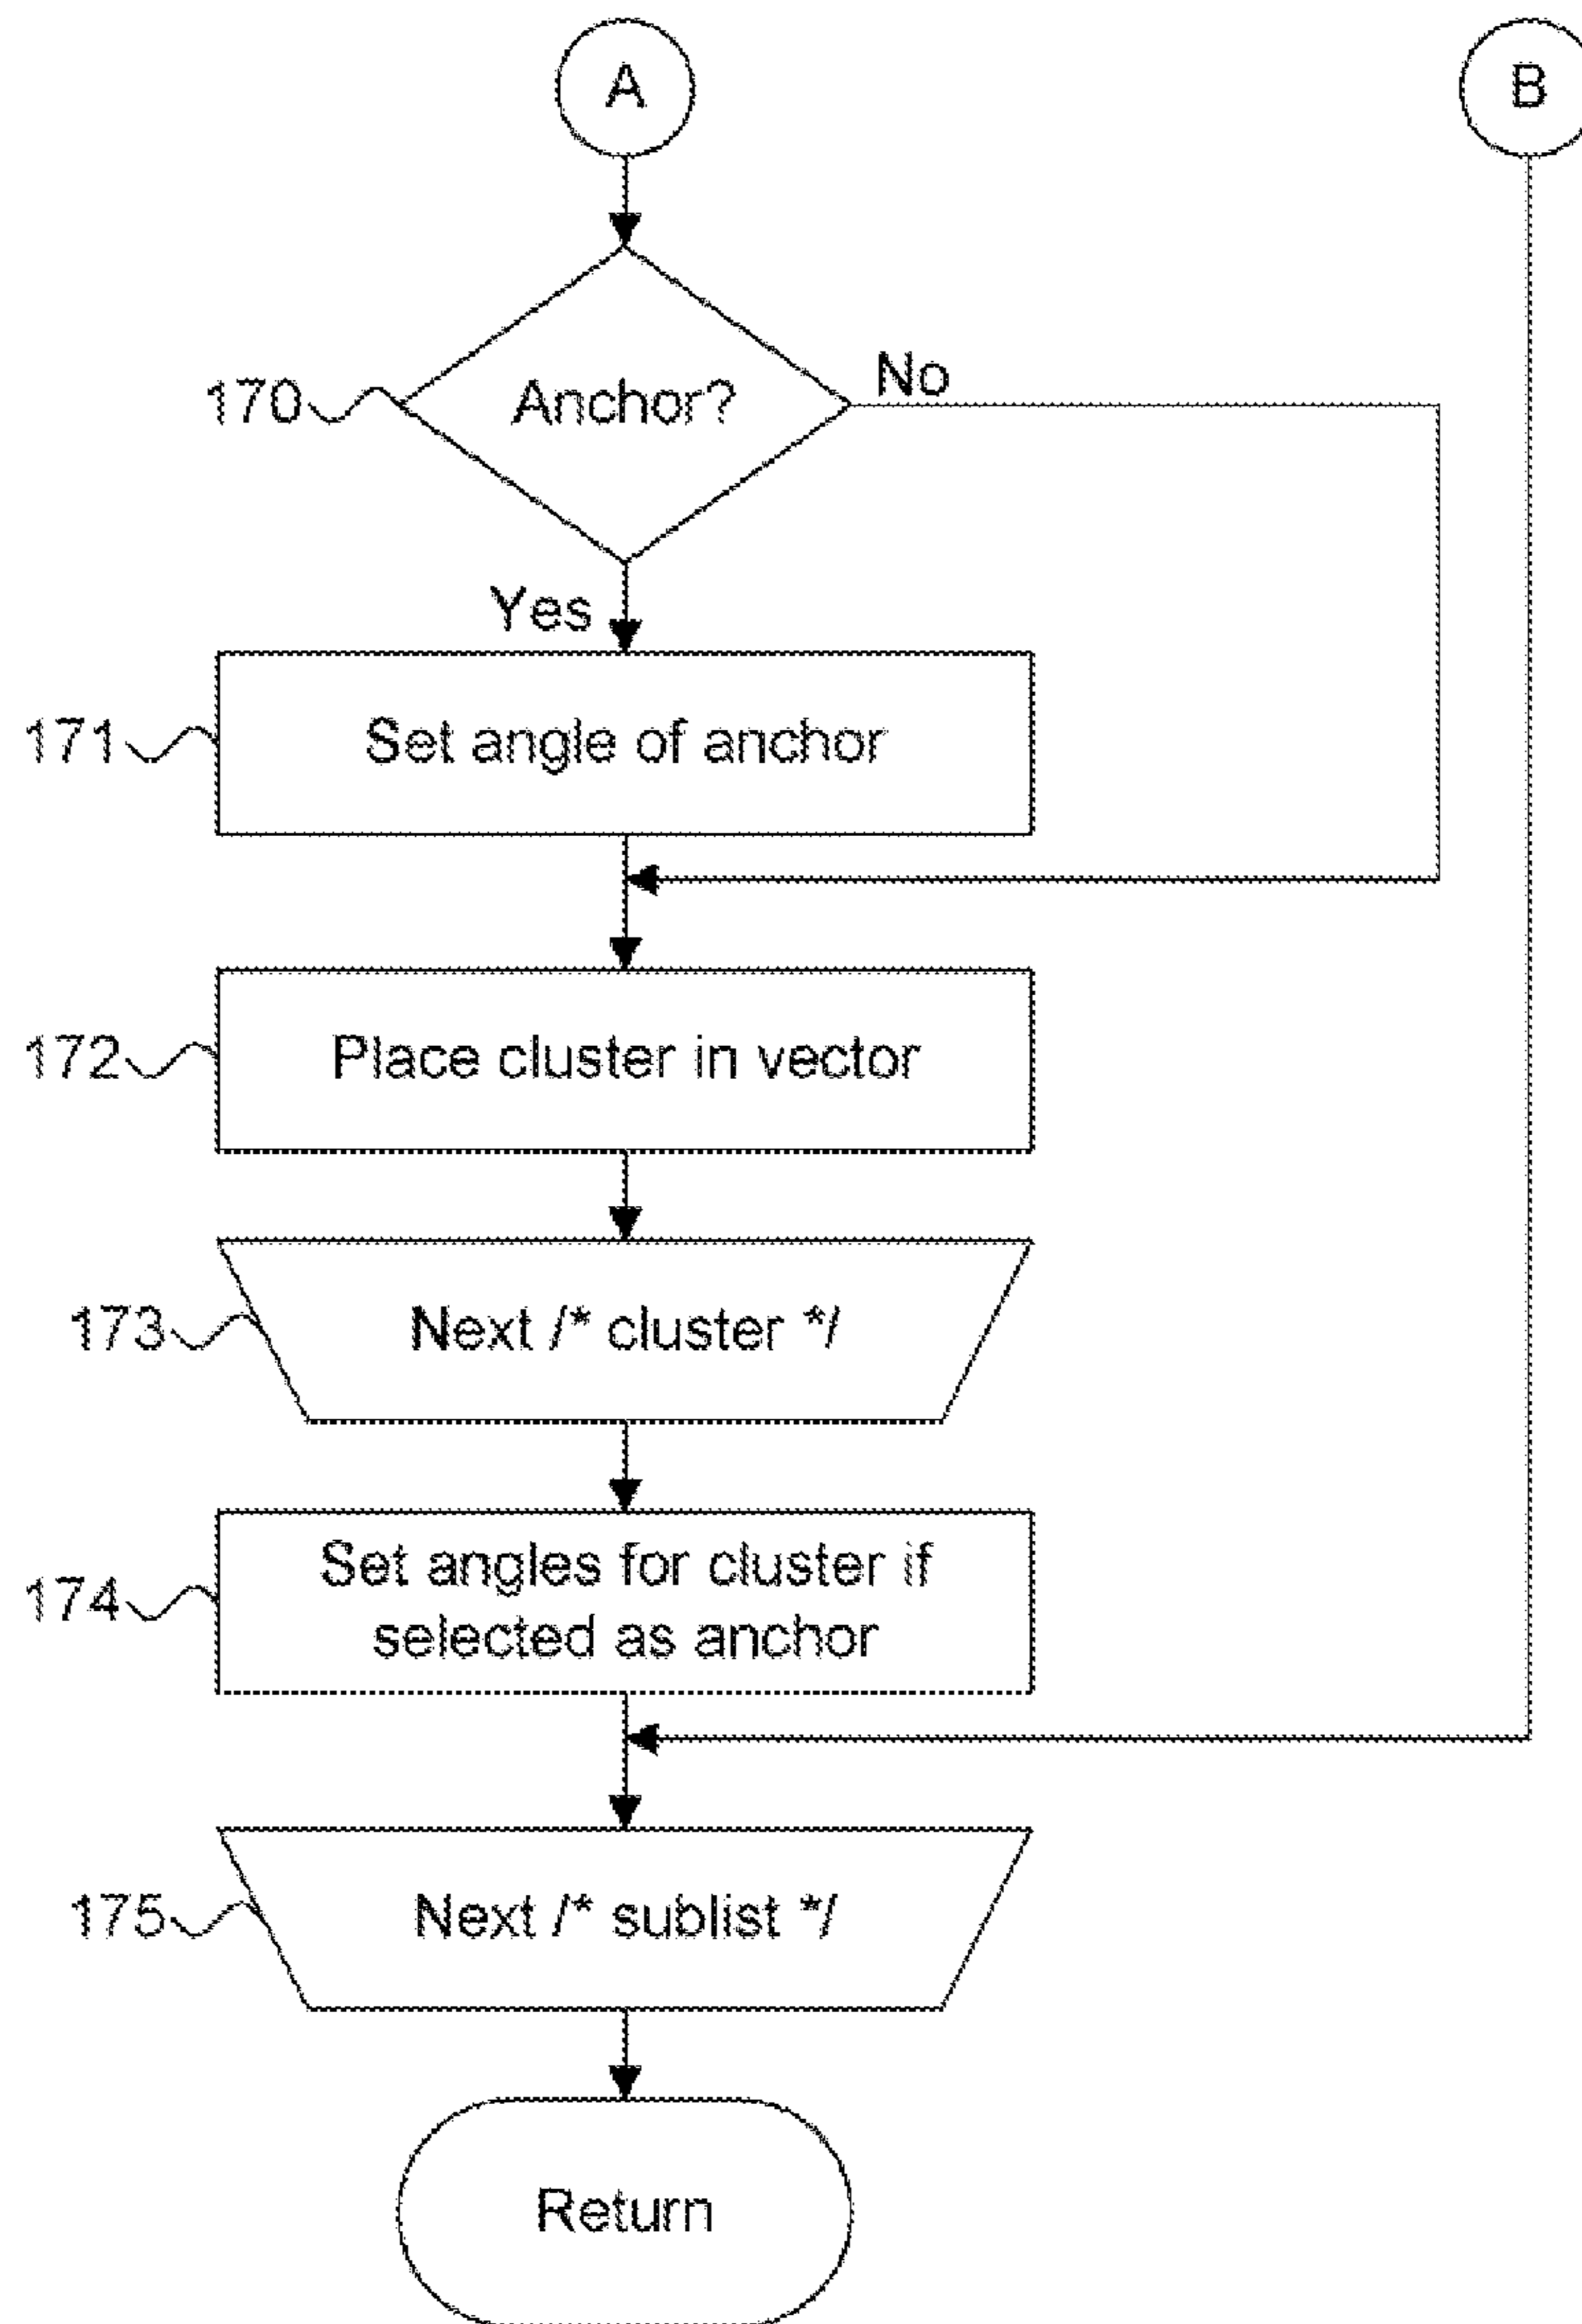 A
B
170
Anchor?
No
Yes
171
Set angle of anchor
172
Place cluster in vector
173
Next /* cluster */
174
Set angles for cluster if
selected as anchor
175
Next /* sublist */
Return